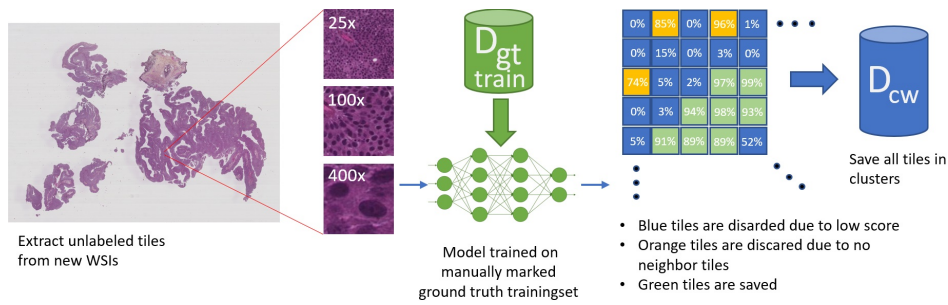 25x
100x
400x
Extract unlabeled tiles
from new WSIs
D
gt
train
Model trained on
manually marked
ground truth trainingset
0% 85% 0% 96% 1%
0% 15% 0% 3% 0%
74% 5% 2% 97% 99%
0% 3% 94% 98% 93%
5% 91% 89% 89% 52%
D
cw
Save all tiles in
clusters
• Blue tiles are disarded due to low score
• Orange tiles are discared due to no
neighbor tiles
• Green tiles are saved